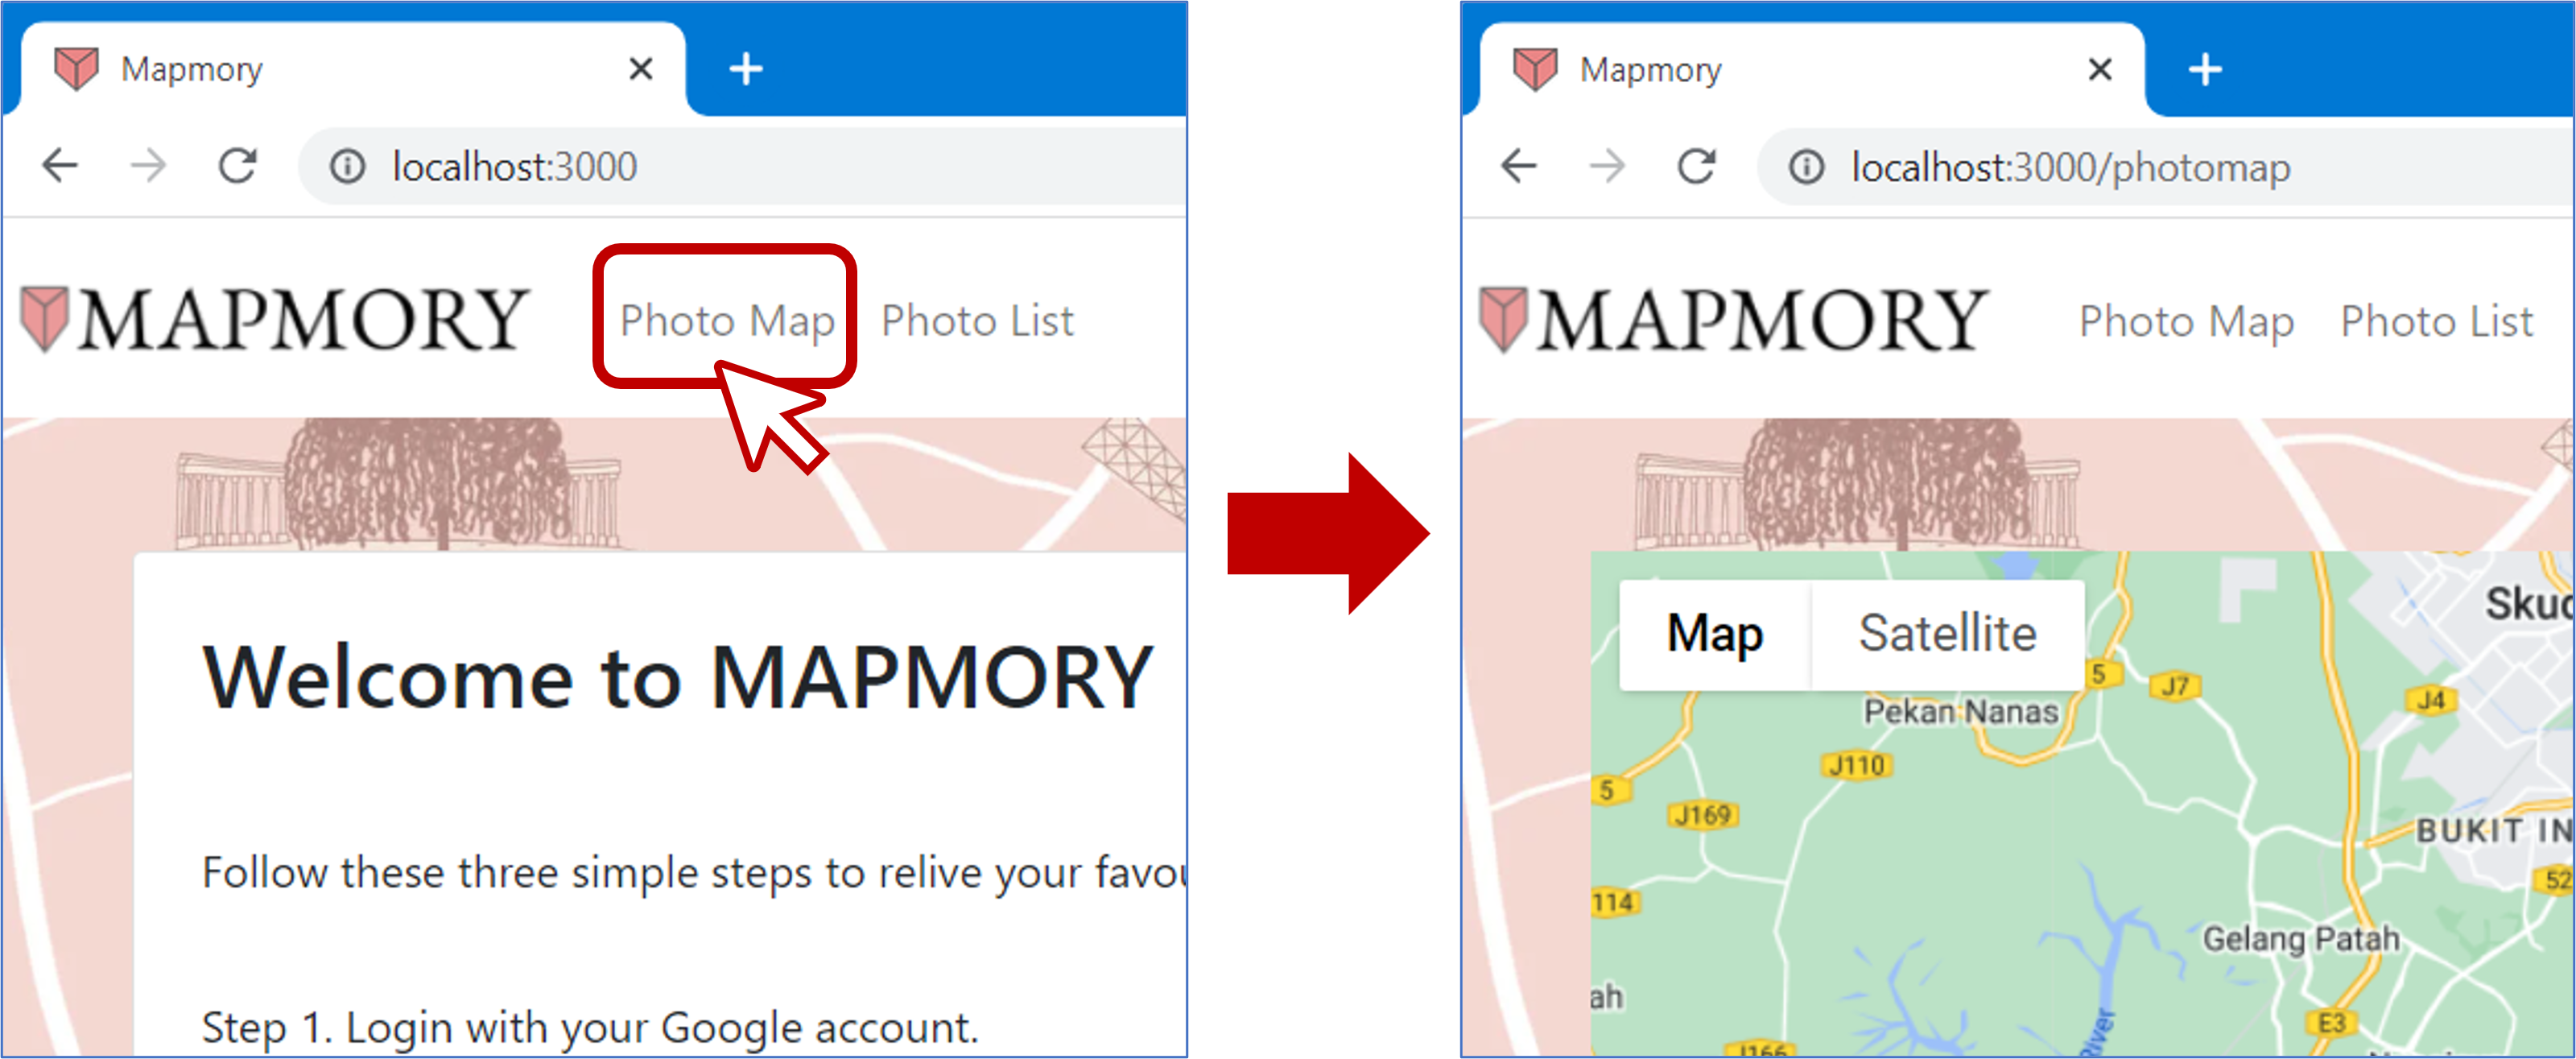 Mapmory
localhost:3000
MAPMORY
Photo Map
Photo List
Welcome to MAPMORY
Follow these three simple steps to relive your
Step 1. Login with your Google account.
Mapmory
localhost:3000/photomap
MAPMORY
Photo Map
Photo List
Map
Satellite
Skud
5
J7
J4
Pekan Nanas
J110
5
J169
BUKIT IN
52
114
Gelang Patah
ah
E3
River
J166